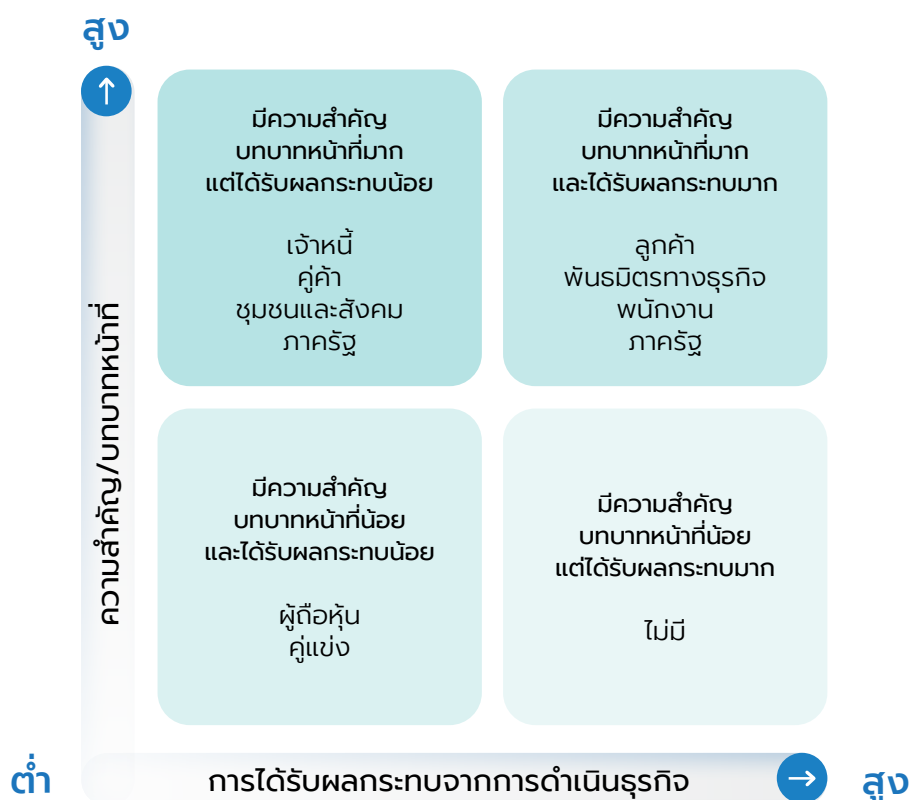 สูง
มีความสำคัญ
บทบาทหน้าที่มาก
แต่ได้รับผลกระทบน้อย
เจ้าหนี้
คู่ค้า
ชุมชนและสังคม
ภาครัฐ
มีความสำคัญ
บทบาทหน้าที่มาก
และได้รับผลกระทบมาก
ลูกค้า
พันธมิตรทางธุรกิจ
พนักงาน
ภาครัฐ
ความสำคัญ/บทบาทหน้าที่
มีความสำคัญ
บทบาทหน้าที่น้อย
และได้รับผลกระทบน้อย
ผู้ถือหุ้น
คู่แข่ง
มีความสำคัญ
บทบาทหน้าที่น้อย
แต่ได้รับผลกระทบมาก
ไม่มี
ต่ำ
การได้รับผลกระทบจากการดำเนินธุรกิจ
สูง